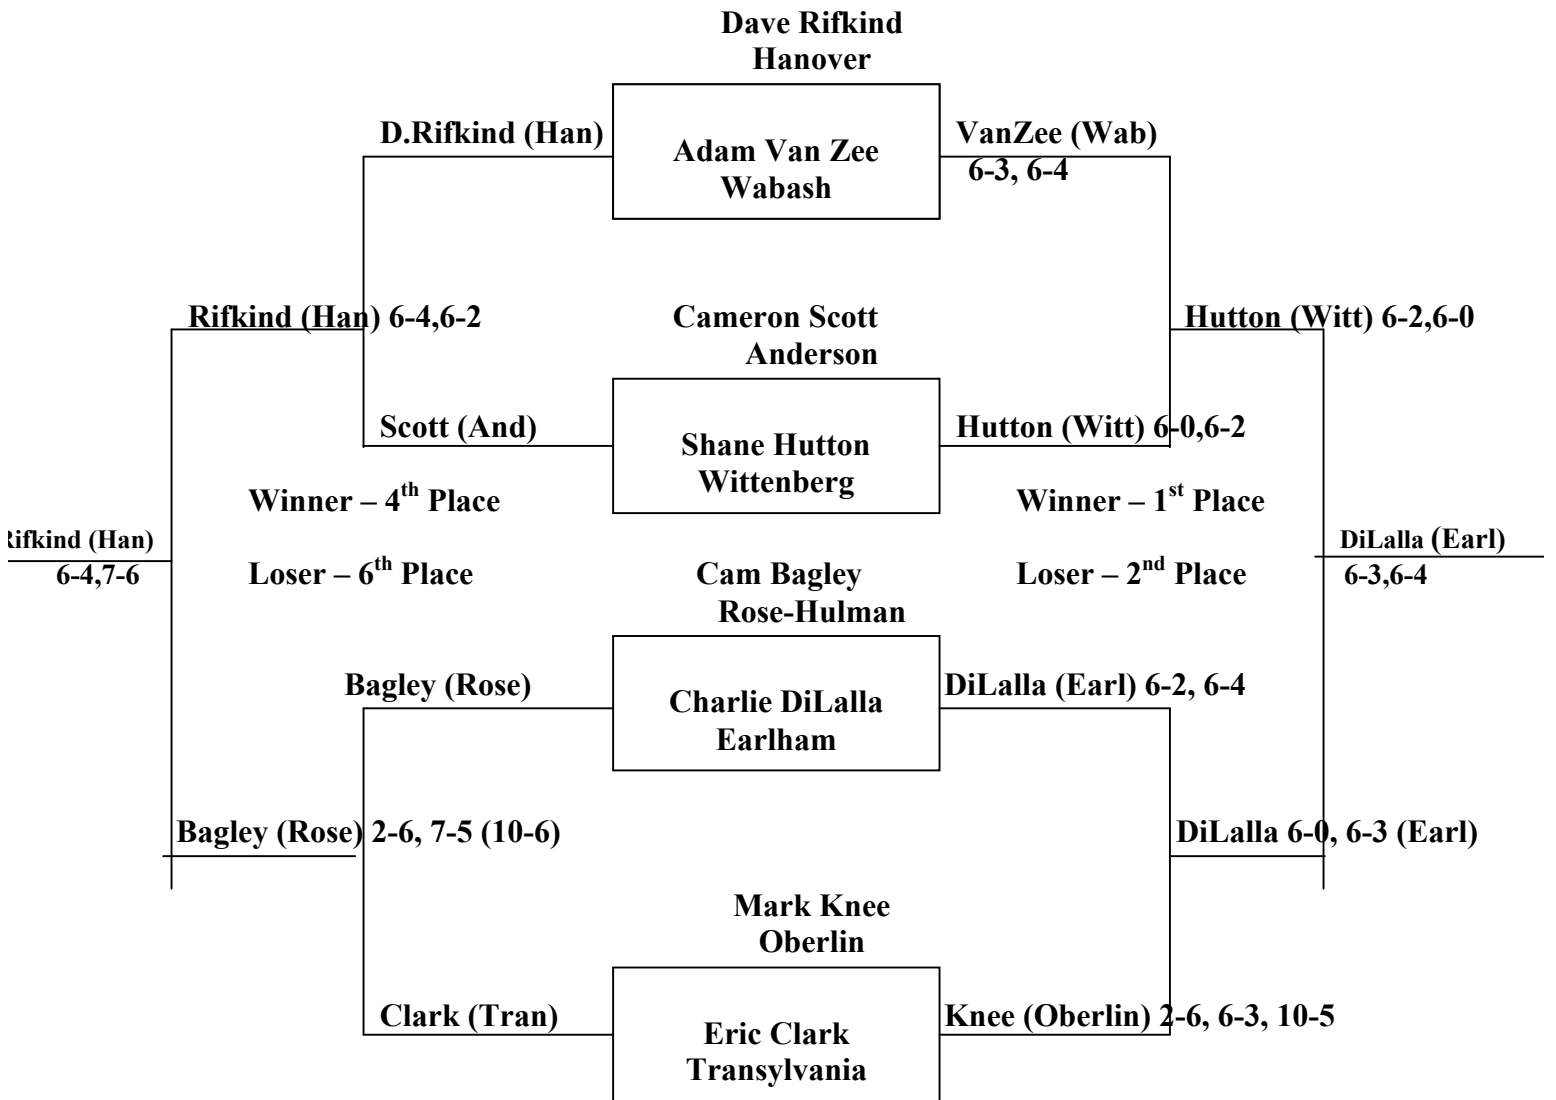 Dave Rifkind
Hanover
D.Rifkind (Han)
Adam Van Zee
Wabash
VanZee (Wab)
6-3, 6-4
Rifkind (Han) 6-4,6-2
Cameron Scott
Anderson
Hutton (Witt) 6-2,6-0
Scott (And)
Shane Hutton
Wittenberg
Hutton (Witt) 6-0,6-2
Winner – 4th Place
Winner – 1st Place
Rifkind (Han)
6-4,7-6
Loser – 6th Place
Cam Bagley
Rose-Hulman
Loser – 2nd Place
DiLalla (Earl)
6-3,6-4
Bagley (Rose)
Charlie DiLalla
Earlham
DiLalla (Earl) 6-2, 6-4
Bagley (Rose) 2-6, 7-5 (10-6)
DiLalla 6-0, 6-3 (Earl)
Mark Knee
Oberlin
Clark (Tran)
Eric Clark
Transylvania
Knee (Oberlin) 2-6, 6-3, 10-5